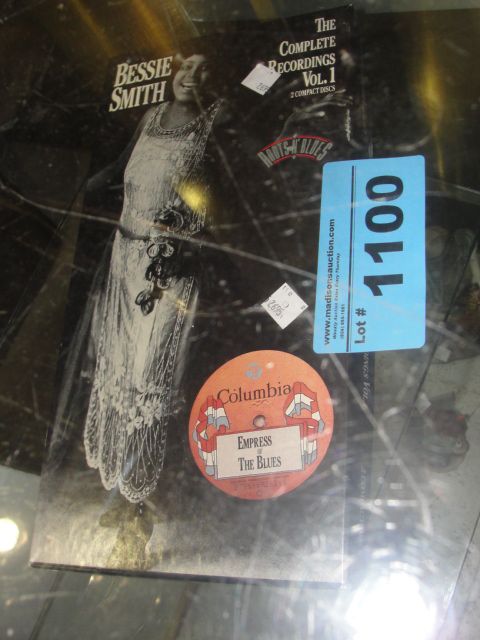 BESSIE
SMITH
THE
COMPLETE
RECORDINGS
VOL. 1
2 COMPACT DISCS
ROOTS N' BLUES
www.madisonsauction.com
Lot # 1100
Columbia
EMPRESS
OF
THE BLUES